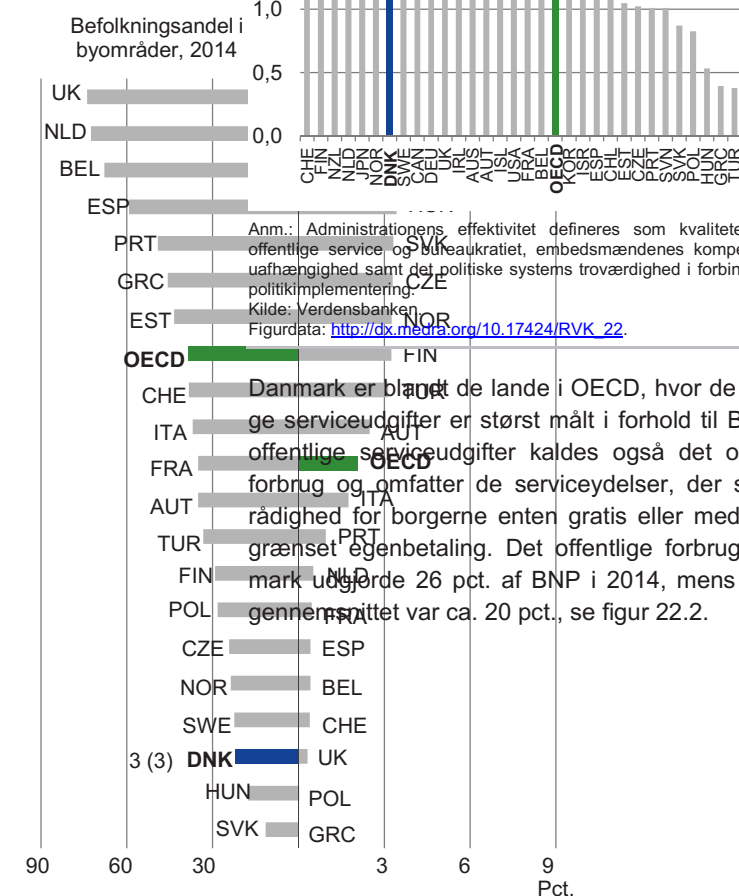 Befolkningsandel i
byområder, 2014
1,0
0,5
0,0
CHE
FIN
NZL
NLD
JPN
NOR
DNK
SWE
CAN
DEU
UK
IRL
AUS
AUT
ISL
USA
FRA
BEL
OECD
KOR
ISR
ESP
CHL
EST
CZE
PRT
SVN
SVK
POL
HUN
GRC
TUR
Anm.: Administrationens effektivitet defineres som kvalitete
offentlige service og bureaukratiet, embedsmændenes kompe
uafhængighed samt det politiske systems troværdighed i forbin
politikimplementering.
Kilde: Verdensbanken.
Figurdata: http://dx.medra.org/10.17424/RVK_22.
Danmark er blandt de lande i OECD, hvor de
ge serviceudgifter er størst målt i forhold til B
offentlige serviceudgifter kaldes også det o
forbrug og omfatter de serviceydelser, der s
rådighed for borgerne enten gratis eller med
grænset egenbetaling. Det offentlige forbrug
mark udgjorde 26 pct. af BNP i 2014, mens
gennemsnittet var ca. 20 pct., se figur 22.2.
UK
NLD
BEL
ESP
PRT SVK
GRC CZE
EST NOR
OECD FIN
CHE TUR
ITA AUT
FRA OECD
AUT ITA
TUR PRT
FIN NLD
POL FRA
CZE ESP
NOR BEL
SWE CHE
3 (3) DNK UK
HUN POL
SVK GRC
90 60 30 3 6 9
Pct.